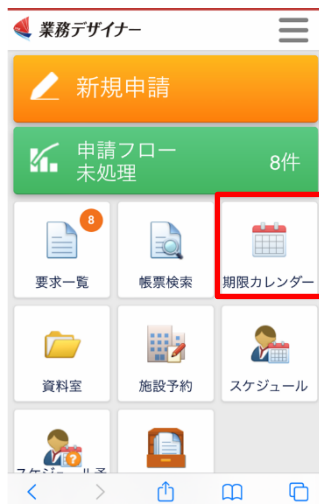 業務デザイナー
新規申請
申請フロー
未処理
8件
8
要求一覧
帳票検索
期限カレンダー
資料室
施設予約
スケジュール